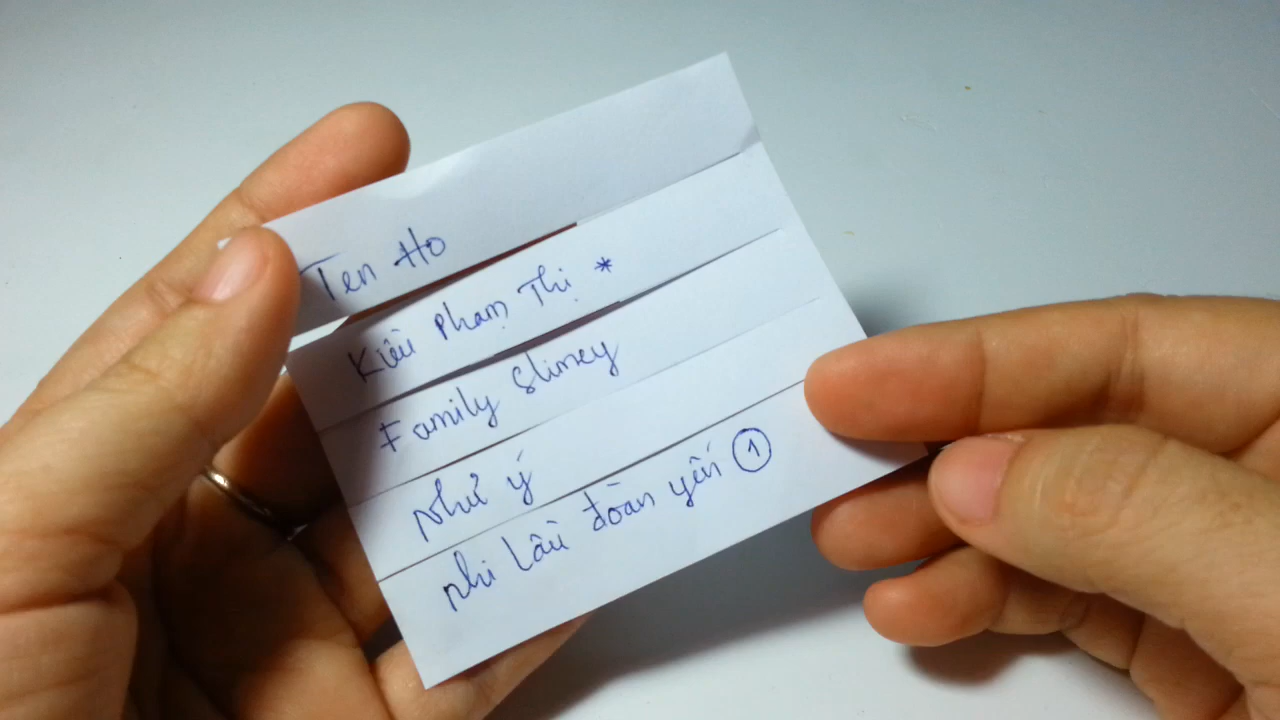 Ten Ho
Kiều Phạm Thị *
Family Slimey
Như ý
Nhi Lâu đoàn yến ①